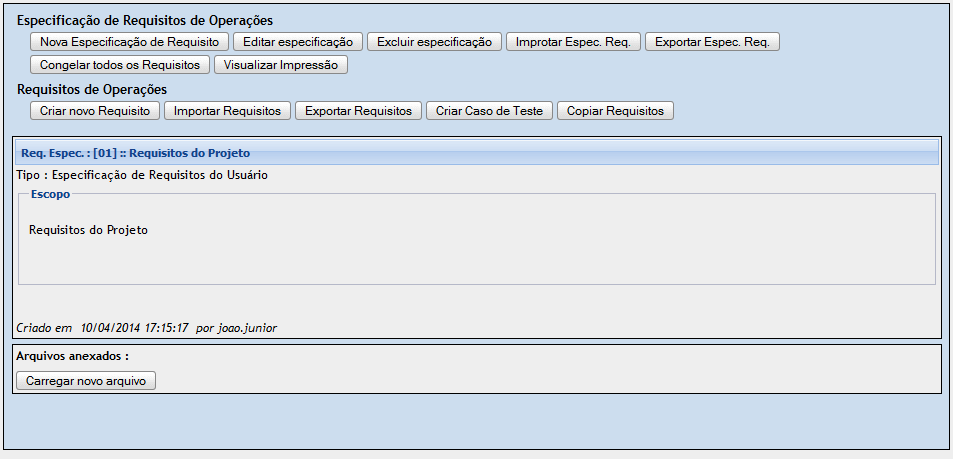 Especificação de Requisitos de Operações
Nova Especificação de Requisito Editar especificação Excluir especificação Improtar Espec. Req. Exportar Espec. Req.
Congelar todos os Requisitos Visualizar Impressão
Requisitos de Operações
Criar novo Requisito Importar Requisitos Exportar Requisitos Criar Caso de Teste Copiar Requisitos
Req. Espec. : [01] :: Requisitos do Projeto
Tipo : Especificação de Requisitos do Usuário
Escopo
Requisitos do Projeto
Criado em 10/04/2014 17:15:17 por joao.junior
Arquivos anexados :
Carregar novo arquivo